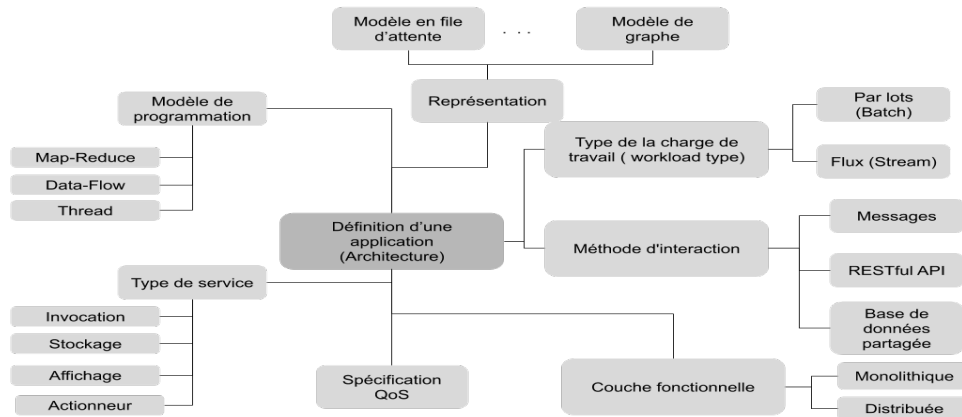 Modèle en file
d'attente
. . .
Modèle de
graphe
Modèle de
programmation
Représentation
Map-Reduce
Data-Flow
Thread
Type de la charge de
travail ( workload type)
Par lots
(Batch)
Flux (Stream)
Définition d'une
application
(Architecture)
Méthode d'interaction
Messages
RESTful API
Base de
données
partagée
Type de service
Invocation
Stockage
Affichage
Actionneur
Spécification
QoS
Couche fonctionnelle
Monolithique
Distribuée